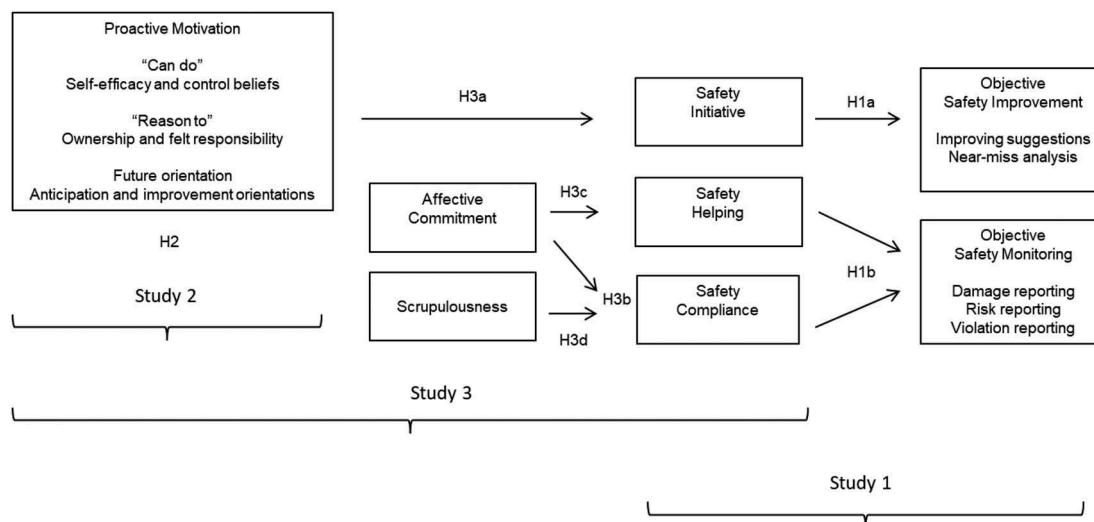 Proactive Motivation
“Can do”
Self-efficacy and control beliefs
“Reason to”
Ownership and felt responsibility
Future orientation
Anticipation and improvement orientations
H2
Study 2
H3a
Safety
Initiative
H1a
Objective
Safety Improvement
Improving suggestions
Near-miss analysis
Affective
Commitment
H3c
Safety
Helping
Scrupulousness
H3b
H3d
Safety
Compliance
H1b
Objective
Safety Monitoring
Damage reporting
Risk reporting
Violation reporting
Study 3
Study 1